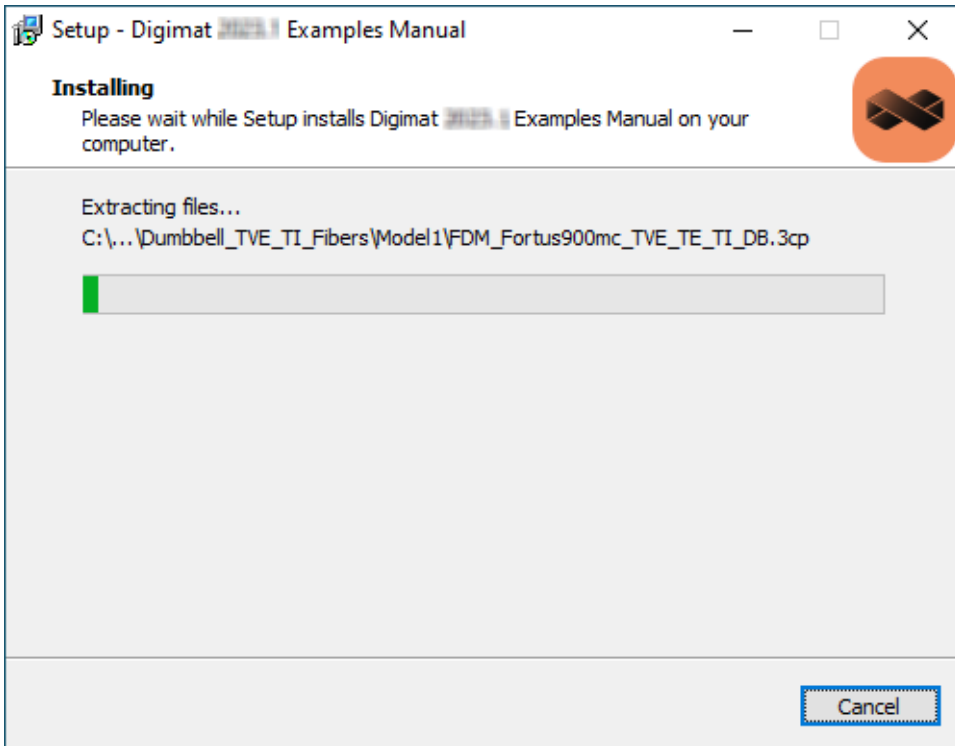 Setup - Digimat Examples Manual
Installing
Please wait while Setup installs Digimat Examples Manual on your
computer.
Extracting files...
C:\...\Dumbbell_TVE_TI_Fibers\Model1\FDM_Fortus900mc_TVE_TE_TI_DB.3cp
Cancel